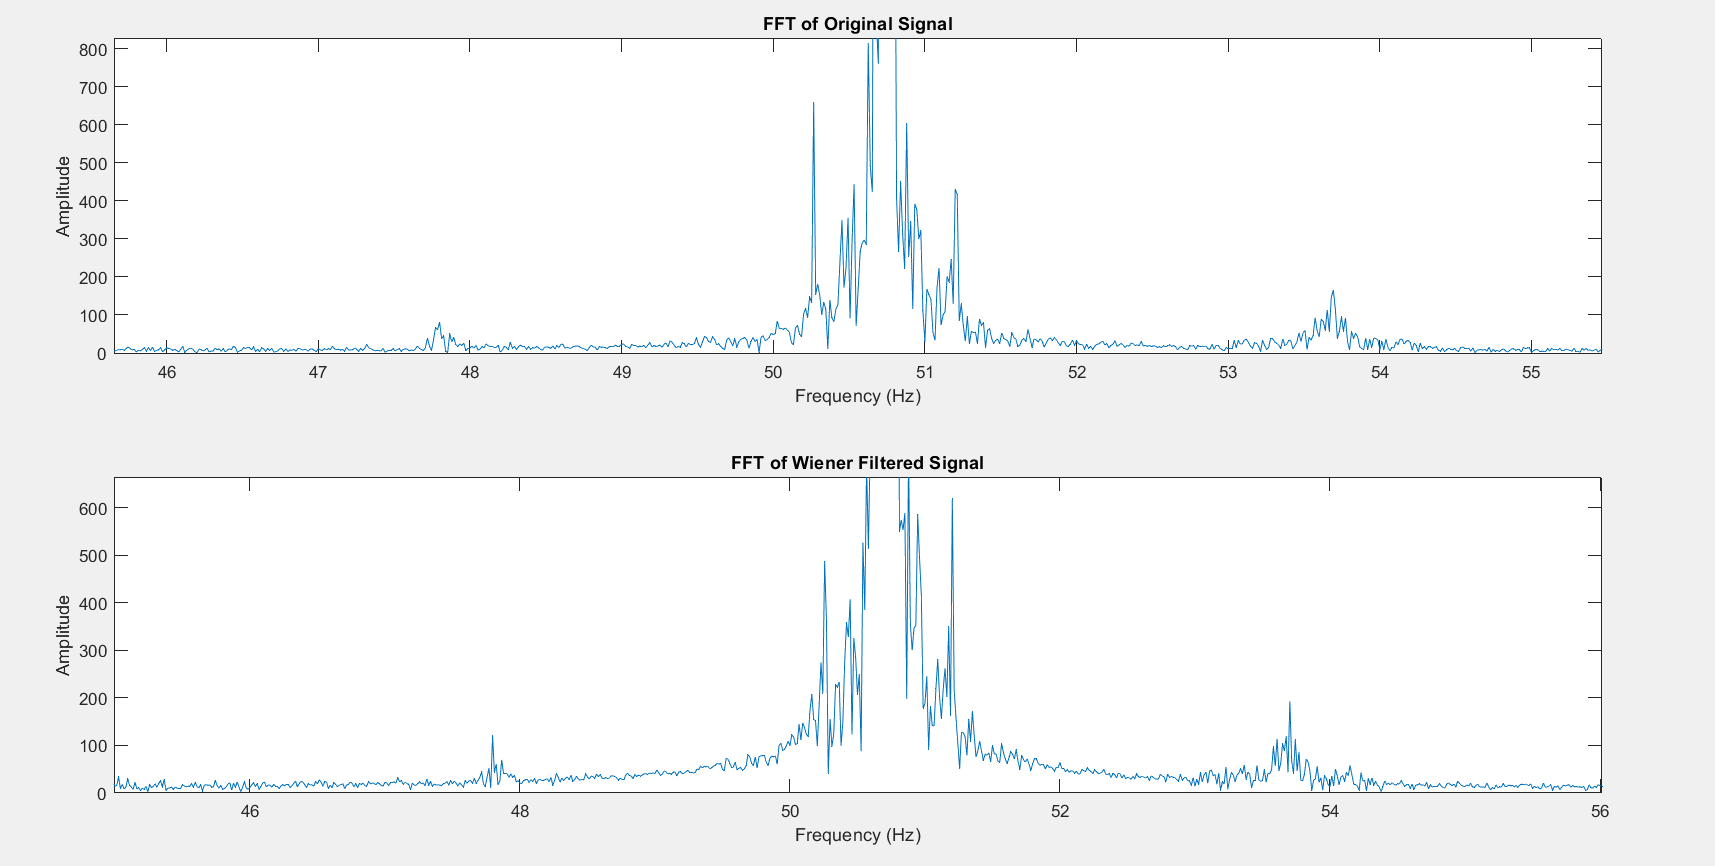 FFT of Original Signal
800
700
600
500
400
300
200
100
0
Amplitude
46 47 48 49 50 51 52 53 54 55
Frequency (Hz)
FFT of Wiener Filtered Signal
600
500
400
300
200
100
0
Amplitude
46 48 50 52 54 56
Frequency (Hz)